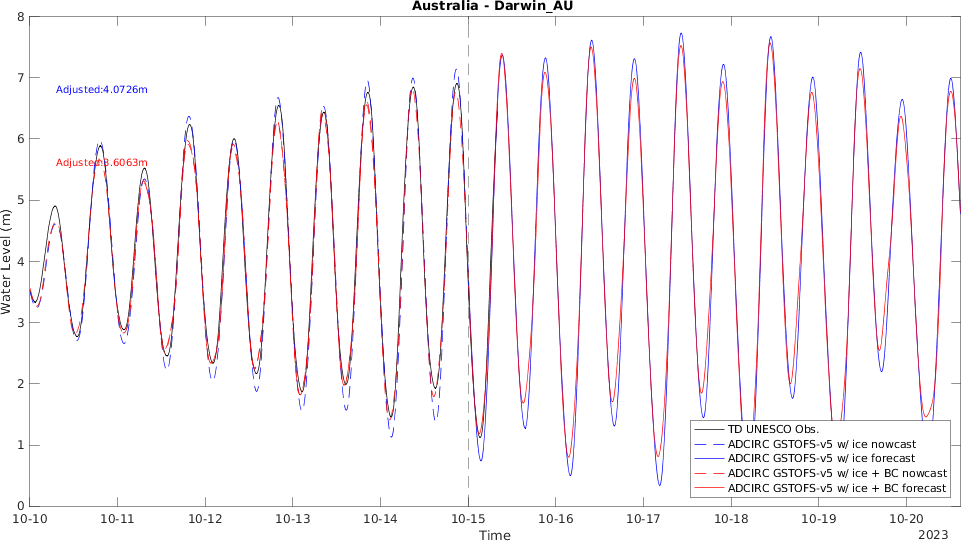 Australia - Darwin_AU
8
7
6
5
4
3
2
1
0
Water Level (m)
Adjusted:4.0726m
Adjusted:3.6063m
TD UNESCO Obs.
ADCIRC GSTOFS-v5 w/ ice nowcast
ADCIRC GSTOFS-v5 w/ ice forecast
ADCIRC GSTOFS-v5 w/ ice + BC nowcast
ADCIRC GSTOFS-v5 w/ ice + BC forecast
10-10 10-11 10-12 10-13 10-14 10-15 10-16 10-17 10-18 10-19 10-20
Time
2023